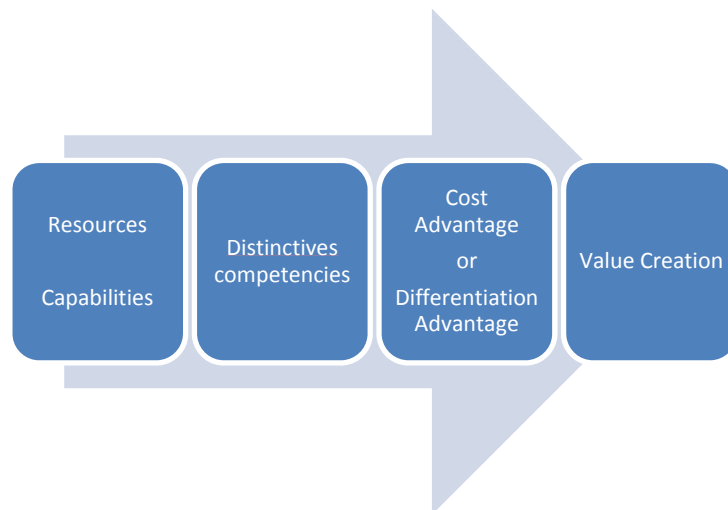 Resources
Capabilities
Distinctives
competencies
Cost
Advantage
or
Differentiation
Advantage
Value Creation